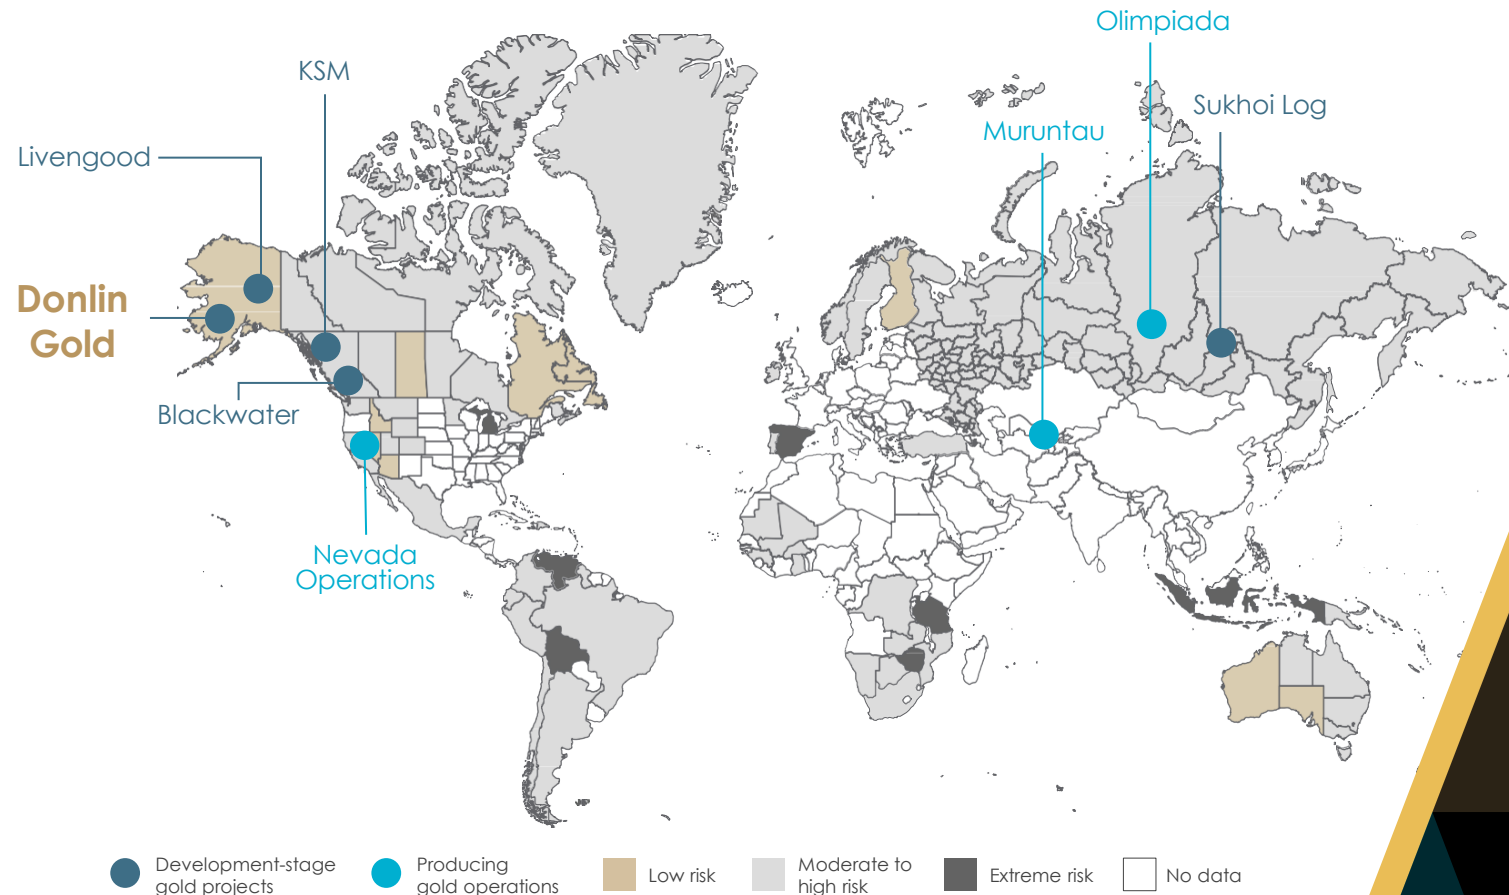 Olimpiada
KSM
Sukhoi Log
Muruntau
Livengood
Donlin
Gold
Blackwater
Nevada
Operations
Development-stage
gold projects
Producing
gold operations
Low risk
Moderate to
high risk
Extreme risk
No data